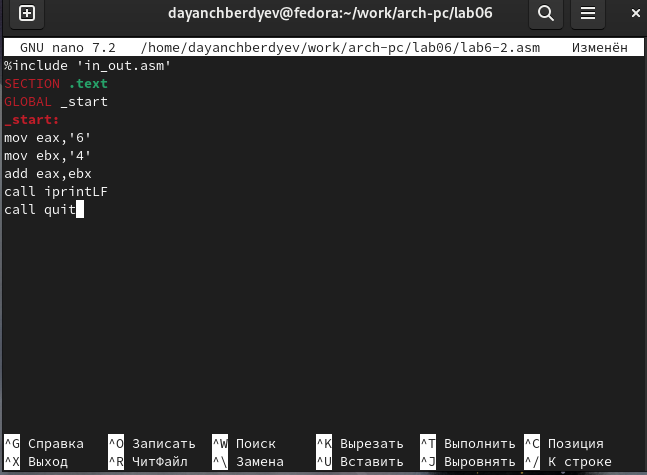 dayanchberdyev@fedora:~/work/arch-pc/lab06
GNU nano 7.2 /home/dayanchberdyev/work/arch-pc/lab06/lab6-2.asm Изменён
%include 'in_out.asm'
SECTION .text
GLOBAL _start
_start:
mov eax,'6'
mov ebx,'4'
add eax,ebx
call iprintLF
call quit
^G Справка ^O Записать ^W Поиск ^K Вырезать ^T Выполнить ^C Позиция
^X Выход ^R ЧитФайл ^\ Замена ^U Вставить ^J Выровнять ^/ К строке